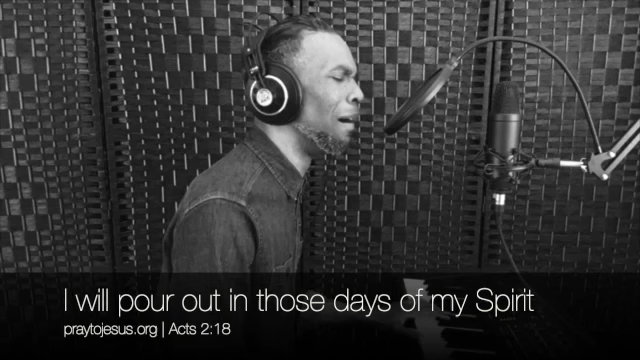 I will pour out in those days of my Spirit
praytojesus.org | Acts 2:18